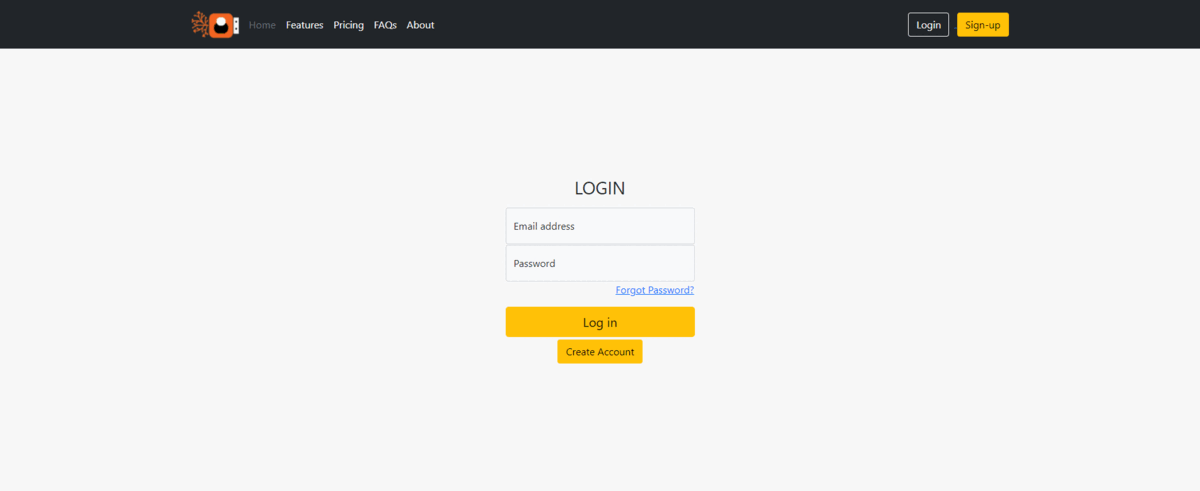 Home Features Pricing FAQs About Login Sign-up
LOGIN
Email address
Password
Forgot Password?
Log in
Create Account